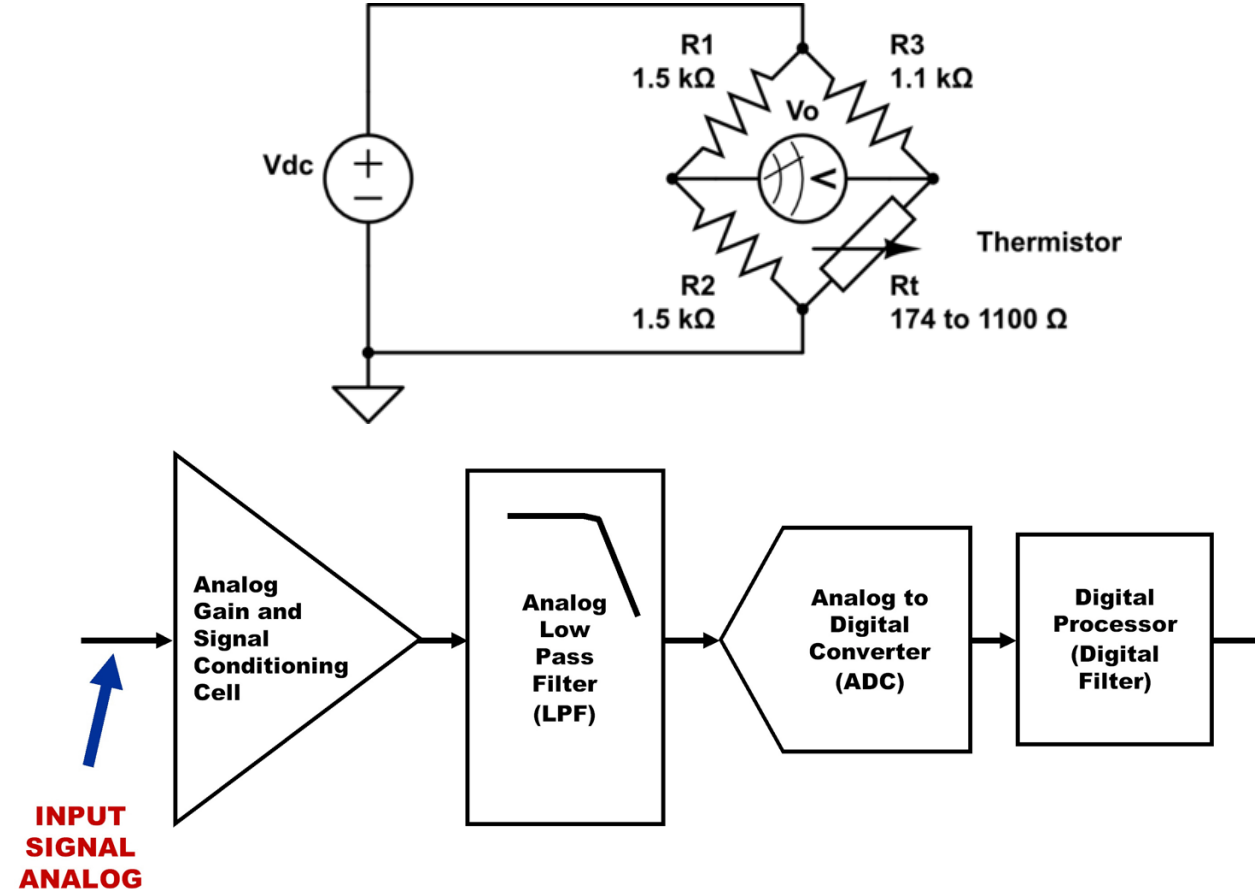 R1
1.5 kΩ
R3
1.1 kΩ
Vo
Vdc
+
−
V
Thermistor
R2
1.5 kΩ
Rt
174 to 1100 Ω
Analog
Gain and
Signal
Conditioning
Cell
Analog
Low
Pass
Filter
(LPF)
Analog to
Digital
Converter
(ADC)
Digital
Processor
(Digital
Filter)
INPUT
SIGNAL
ANALOG